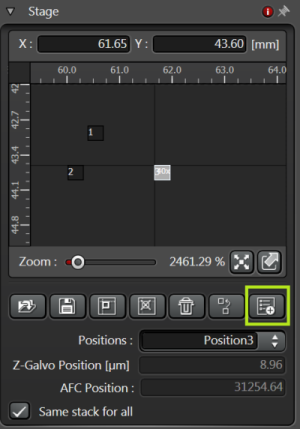 Stage
X : 61.65 Y : 43.60 [mm]
60.0 61.0 62.0 63.0 64.0
42
42.7
43.4
44.1
44.8
1
2
Zoom : 2461.29 %
Positions : Position3
Z-Galvo Position [µm] 8.96
AFC Position : 31254.64
Same stack for all